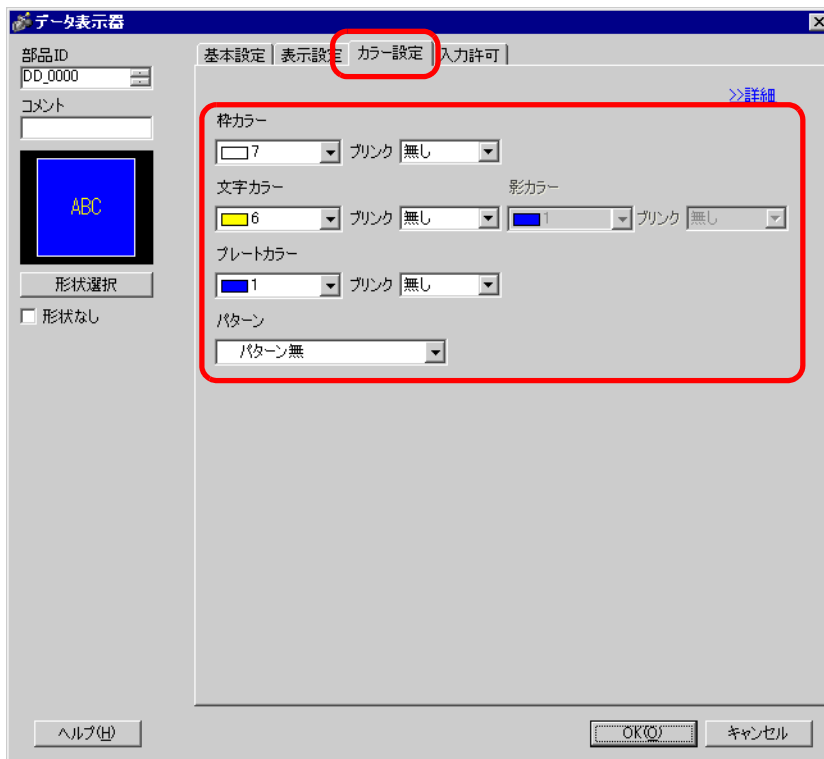 データ表示器
部品ID
DD_0000
コメント
ABC
形状選択
形状なし
基本設定 表示設定 カラー設定 入力許可
>>詳細
枠カラー
7 ブリンク 無し
文字カラー 影カラー
6 ブリンク 無し 1 ブリンク 無し
プレートカラー
1 ブリンク 無し
パターン
パターン無
ヘルプ(H) OK(O) キャンセル